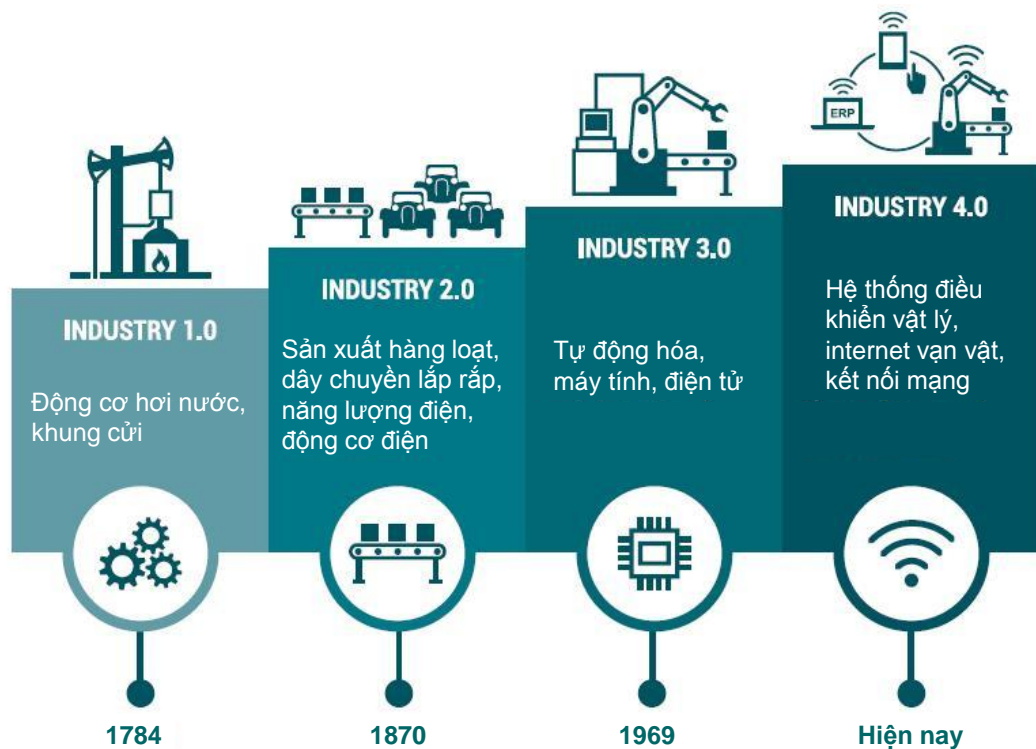 ERP
INDUSTRY 1.0
Động cơ hơi nước,
khung cửi
1784
INDUSTRY 2.0
Sản xuất hàng loạt,
dây chuyền lắp rắp,
năng lượng điện,
động cơ điện
1870
INDUSTRY 3.0
Tự động hóa,
máy tính, điện tử
1969
INDUSTRY 4.0
Hệ thống điều
khiển vật lý,
internet vạn vật,
kết nối mạng
Hiện nay